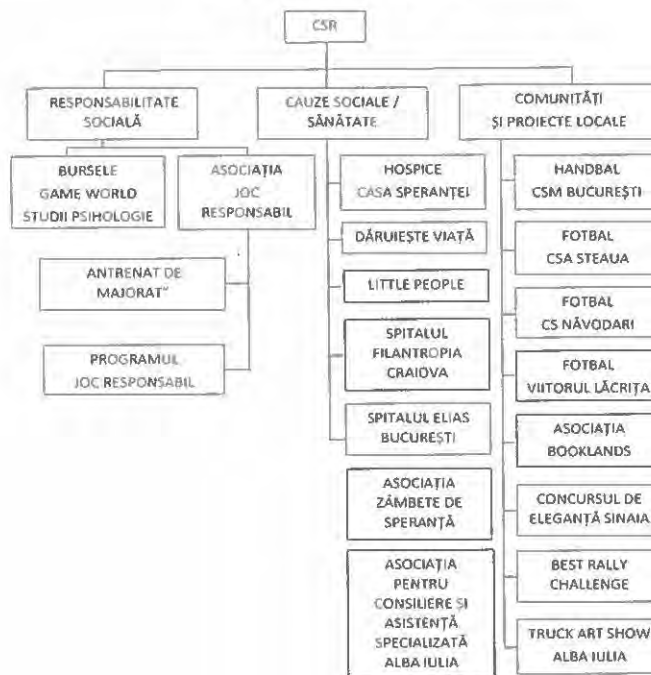 CSR
RESPONSABILITATE
SOCIALĂ
CAUZE SOCIALE /
SĂNĂTATE
COMUNITĂȚI
ȘI PROIECTE LOCALE
BURSELE
GAME WORLD
STUDII PSIHOLOGIE
ASOCIAȚIA
JOC
RESPONSABIL
ANTRENAT DE
MAJORAT"
PROGRAMUL
JOC RESPONSABIL
HOSPICE
CASA SPERANȚEI
DĂRUIEȘTE VIAȚĂ
LITTLE PEOPLE
SPITALUL
FILANTROPIA
CRAIOVA
SPITALUL ELIAS
BUCUREȘTI
ASOCIAȚIA
ZÂMBETE DE
SPERANȚĂ
ASOCIAȚIA
PENTRU
CONSILIERE ȘI
ASISTENȚĂ
SPECIALIZATĂ
ALBA IULIA
HANDBAL
CSM BUCUREȘTI
FOTBAL
CSA STEAUA
FOTBAL
CS NĂVODARI
FOTBAL
VIITORUL LĂCRIȚA
ASOCIAȚIA
BOOKLANDS
CONCURSUL DE
ELEGANȚĂ SINAIA
BEST RALLY
CHALLENGE
TRUCK ART SHOW
ALBA IULIA